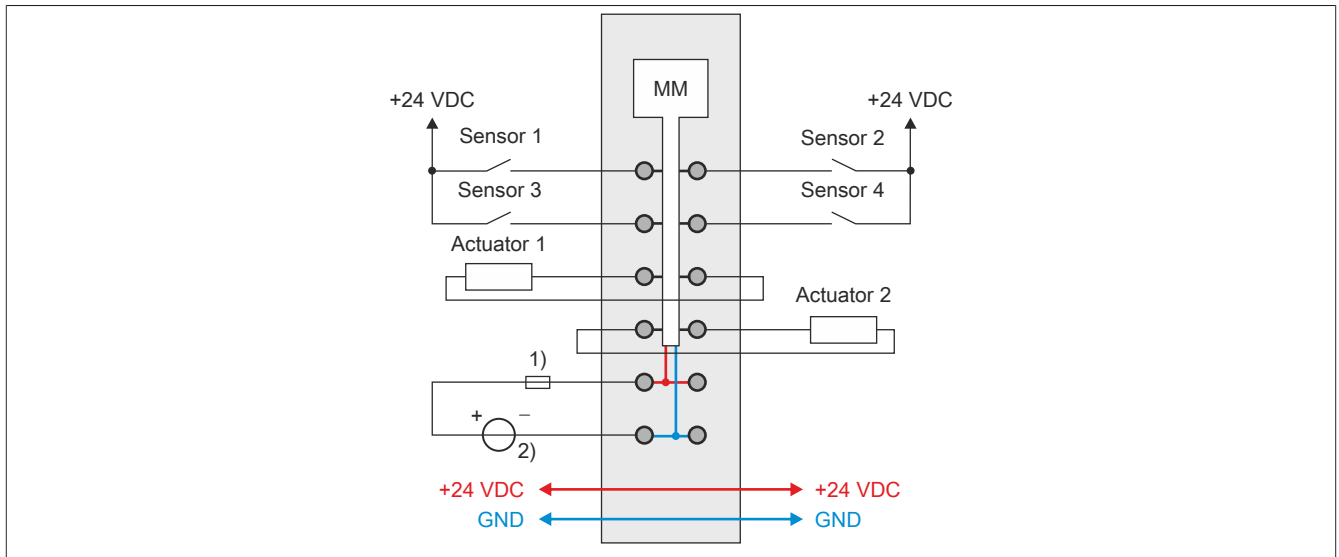 MM
+24 VDC
+24 VDC
Sensor 1
Sensor 2
Sensor 3
Sensor 4
Actuator 1
Actuator 2
1)
+ −
2)
+24 VDC
+24 VDC
GND
GND